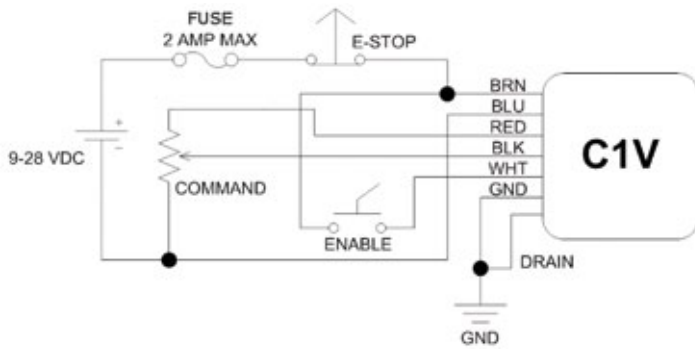 FUSE
2 AMP MAX
E-STOP
BRN
BLU
RED
BLK
WHT
GND
C1V
+
9-28 VDC
COMMAND
ENABLE
DRAIN
GND